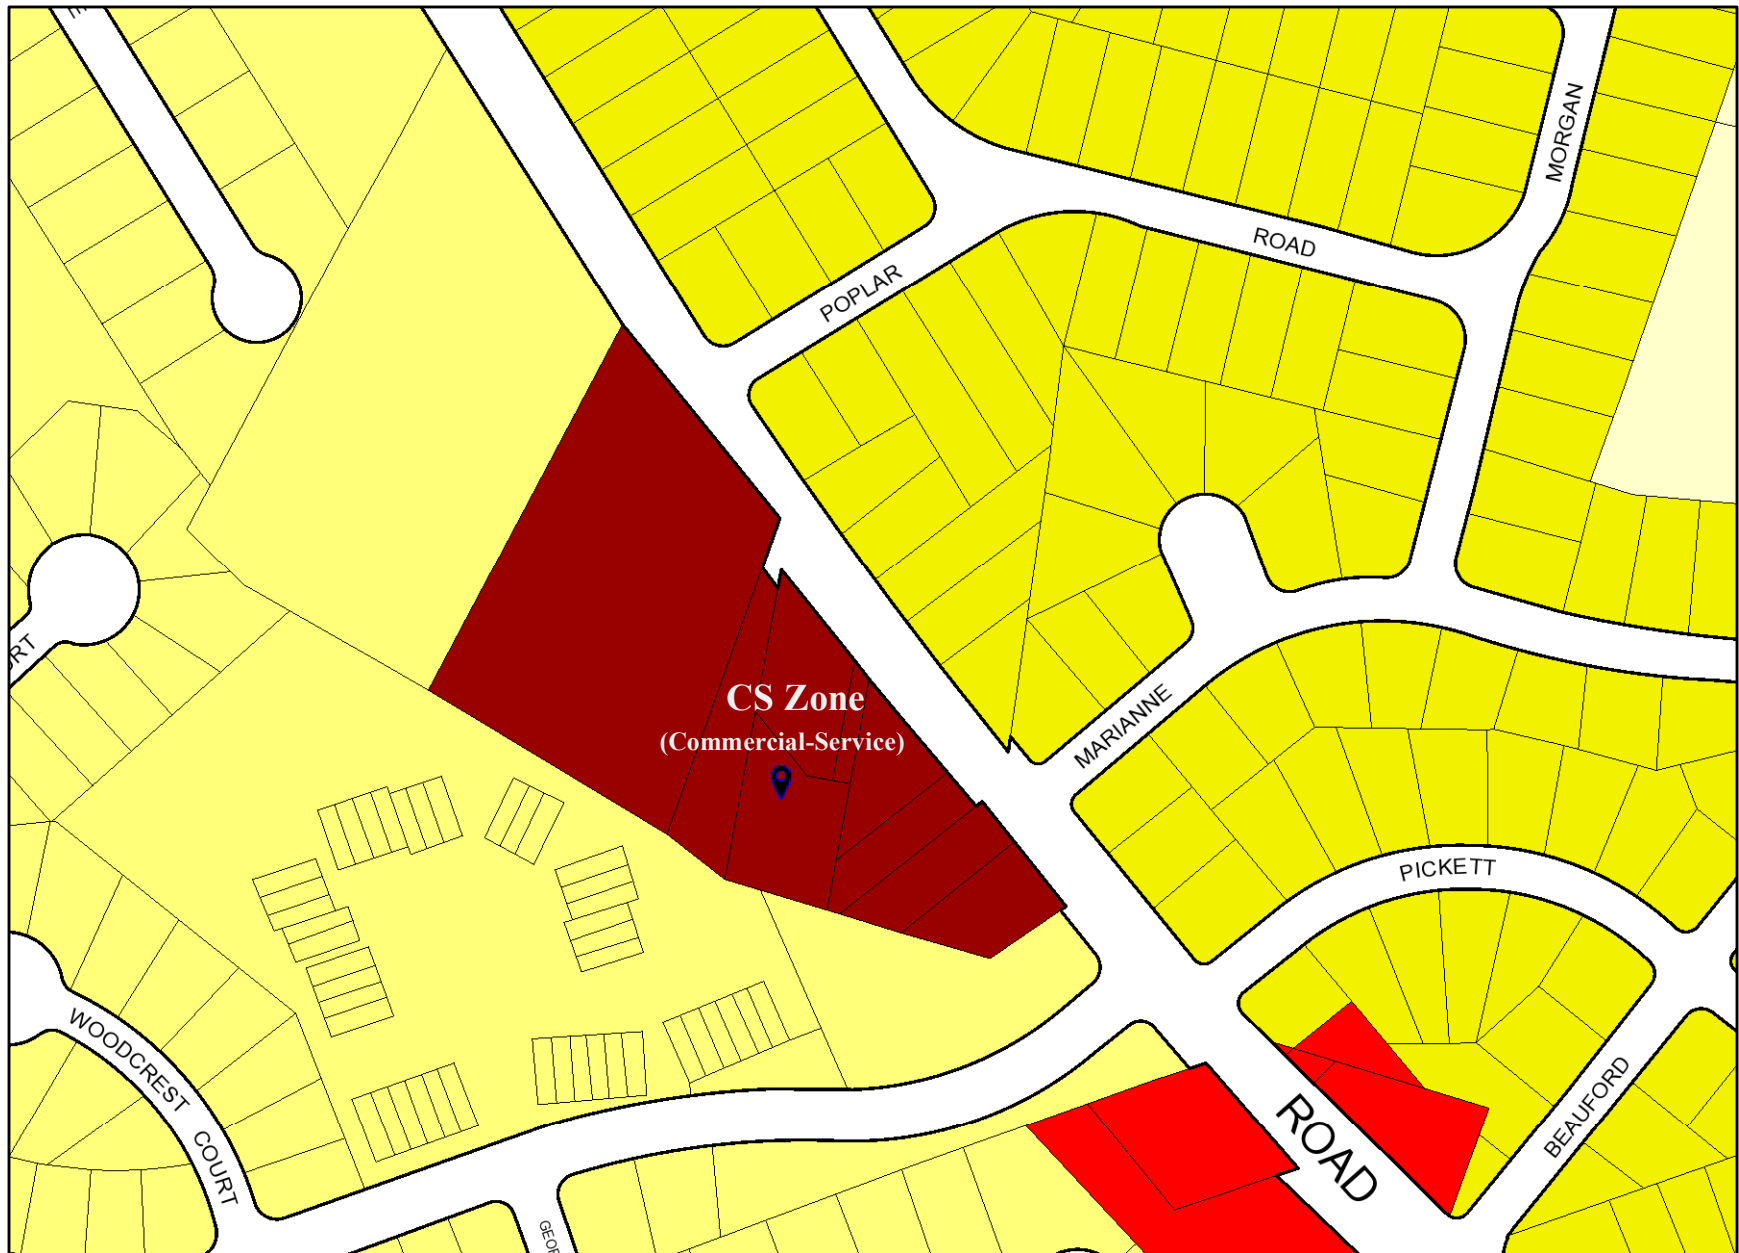 MORGAN
ROAD
POPLAR
CS Zone
(Commercial-Service)
MARIANNE
PICKETT
WOODCREST
COURT
ROAD
BEAUFORD